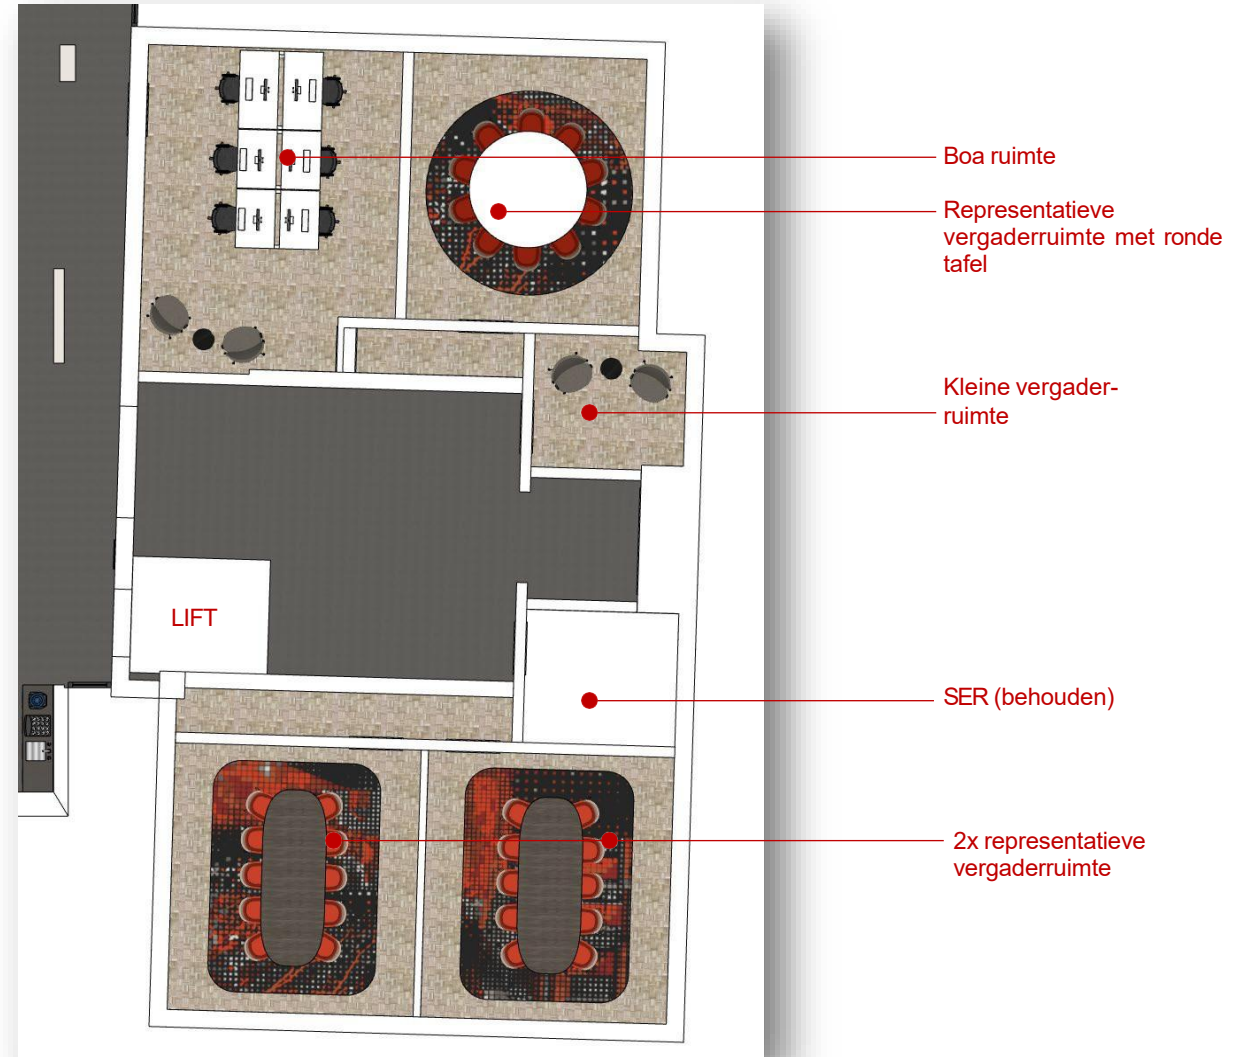 Boa ruimte
Representatieve
vergaderruimte met ronde
tafel
Kleine vergader-
ruimte
LIFT
SER (behouden)
2x representatieve
vergaderruimte